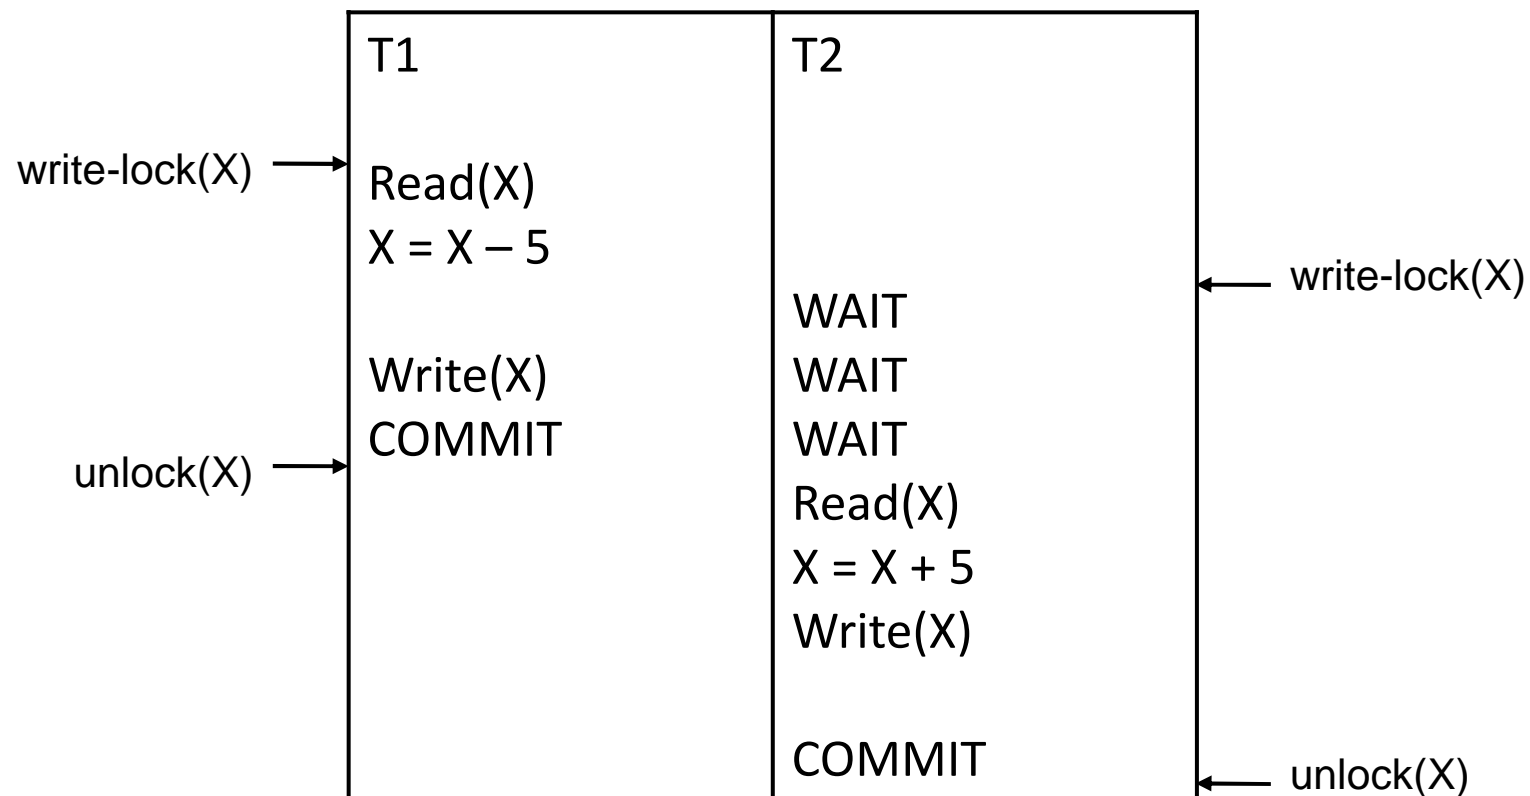 T1
T2
write-lock(X)
Read(X)
X = X – 5
write-lock(X)
WAIT
Write(X)
WAIT
COMMIT
WAIT
unlock(X)
Read(X)
X = X + 5
Write(X)
COMMIT
unlock(X)